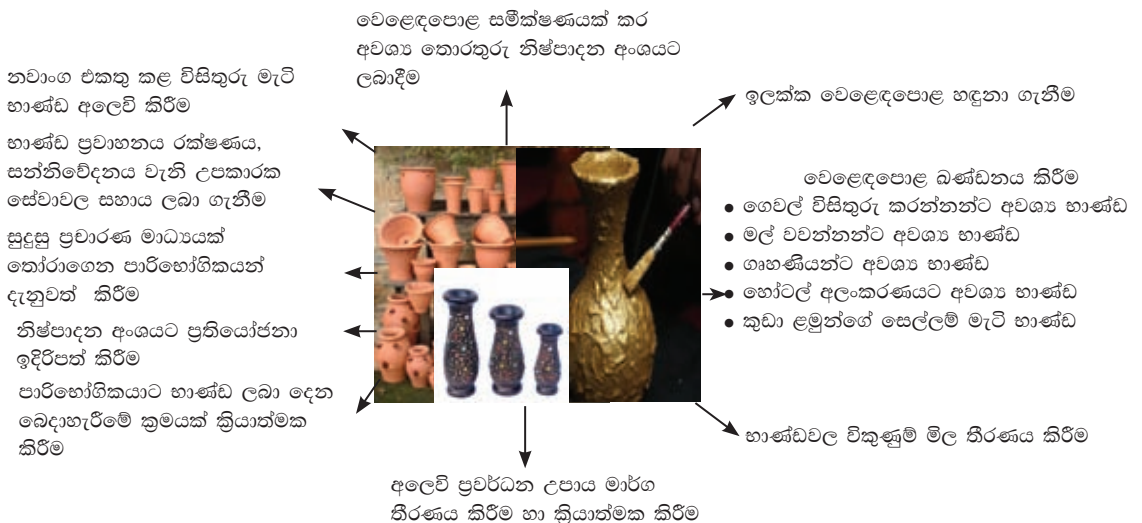 වෙළෙඳපොළ සමීක්ෂණයක් කර
අවශ්‍ය තොරතුරු නිෂ්පාදන අංශයට
ලබාදීම
නවාංග එකතු කළ විසිතුරු මැටි
භාණ්ඩ අලෙවි කිරීම
භාණ්ඩ ප්‍රවාහනය රක්ෂණය,
සන්නිවේදනය වැනි උපකාරක
සේවාවල සහාය ලබා ගැනීම
සුදුසු ප්‍රචාරණ මාධ්‍යයක්
තෝරාගෙන පාරිභෝගිකයන්
දැනුවත් කිරීම
නිෂ්පාදන අංශයට ප්‍රතියෝජනා
ඉදිරිපත් කිරීම
පාරිභෝගිකයාට භාණ්ඩ ලබා දෙන
බෙදාහැරීමේ ක්‍රමයක් ක්‍රියාත්මක
කිරීම
ඉලක්ක වෙළෙඳපොළ හඳුනා ගැනීම
වෙළෙඳපොළ ඛණ්ඩනය කිරීම
• ගෙවල් විසිතුරු කරන්නන්ට අවශ්‍ය භාණ්ඩ
• මල් වවන්නන්ට අවශ්‍ය භාණ්ඩ
• ගෘහණියන්ට අවශ්‍ය භාණ්ඩ
• හෝටල් අලංකරණයට අවශ්‍ය භාණ්ඩ
• කුඩා ළමුන්ගේ සෙල්ලම් මැටි භාණ්ඩ
භාණ්ඩවල විකුණුම් මිල තීරණය කිරීම
අලෙවි ප්‍රවර්ධන උපාය මාර්ග
තීරණය කිරීම හා ක්‍රියාත්මක කිරීම